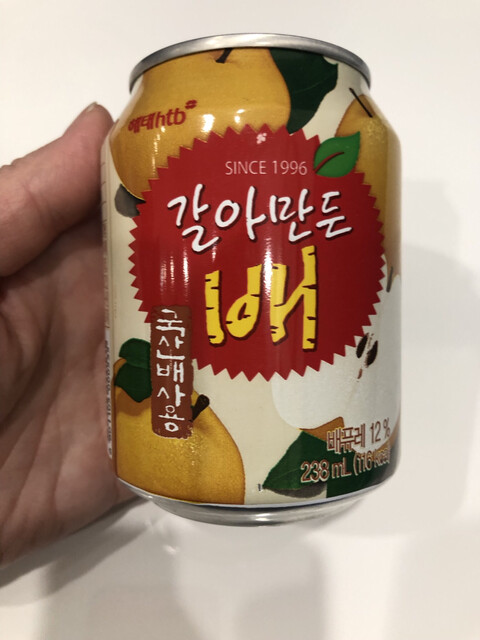 해태htb
SINCE 1996
갈아만든
배
국산배사용
배퓨레 12%
238 mL